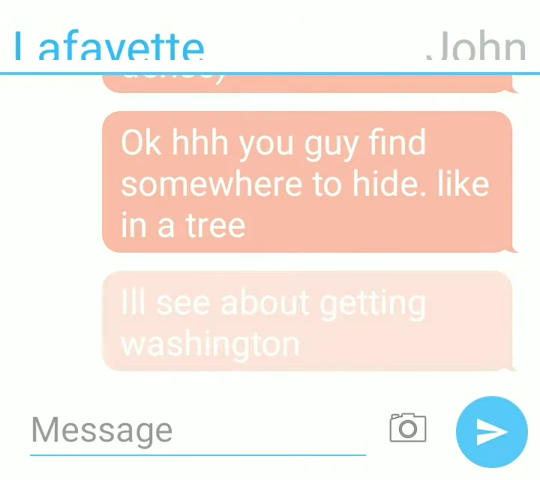 Lafayette John
Ok hhh you guy find
somewhere to hide. like
in a tree
Ill see about getting
washington
Message